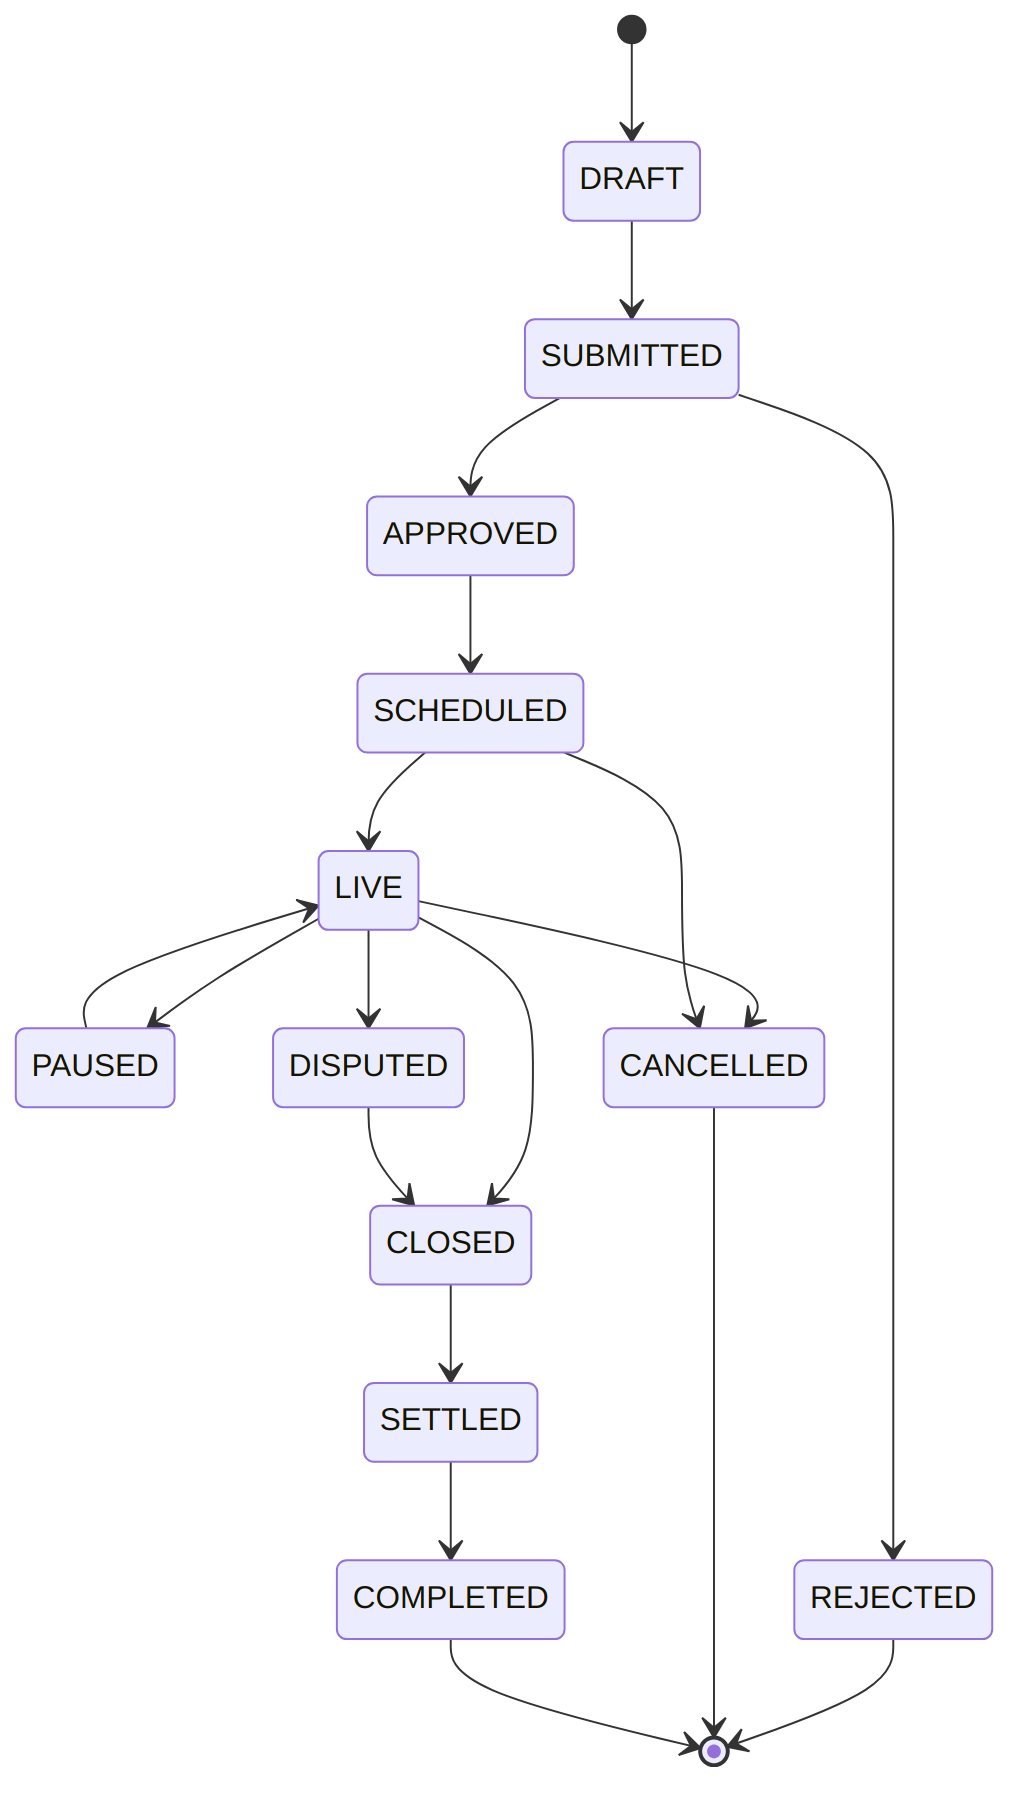 DRAFT
SUBMITTED
APPROVED
SCHEDULED
LIVE
PAUSED
DISPUTED
CANCELLED
CLOSED
SETTLED
COMPLETED
REJECTED